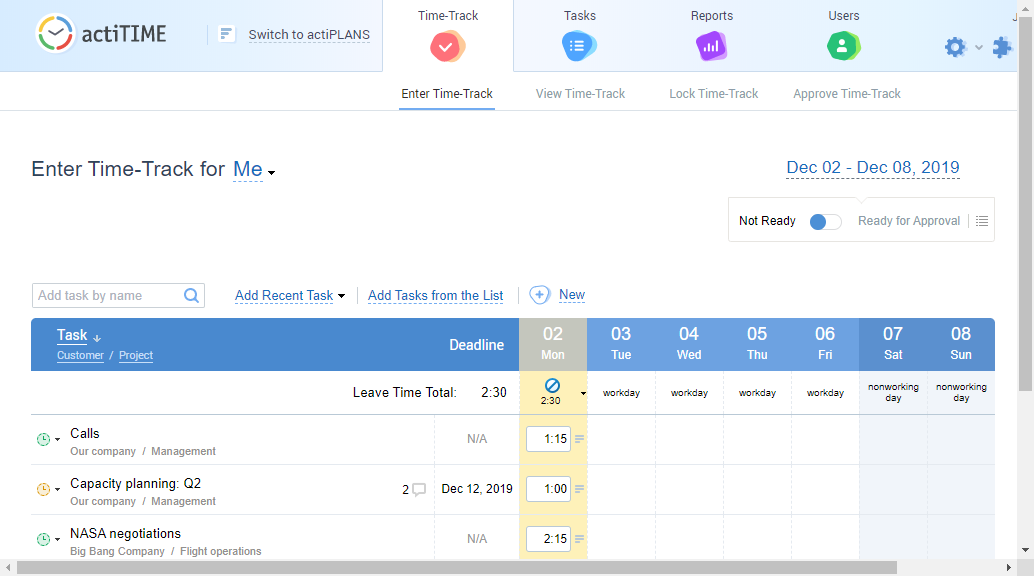 actiTIME
Switch to actiPLANS
Time-Track
Tasks
Reports
Users
Enter Time-Track
View Time-Track
Lock Time-Track
Approve Time-Track
Enter Time-Track for Me
Dec 02 - Dec 08, 2019
Not Ready
Ready for Approval
Add task by name
Add Recent Task
Add Tasks from the List
New
Task
Customer / Project
Deadline
02
Mon
03
Tue
04
Wed
05
Thu
06
Fri
07
Sat
08
Sun
Leave Time Total: 2:30
2:30
workday
workday
workday
workday
nonworking
day
nonworking
day
Calls
Our company / Management
N/A
1:15
Capacity planning: Q2
Our company / Management
2
Dec 12, 2019
1:00
NASA negotiations
Big Bang Company / Flight operations
N/A
2:15